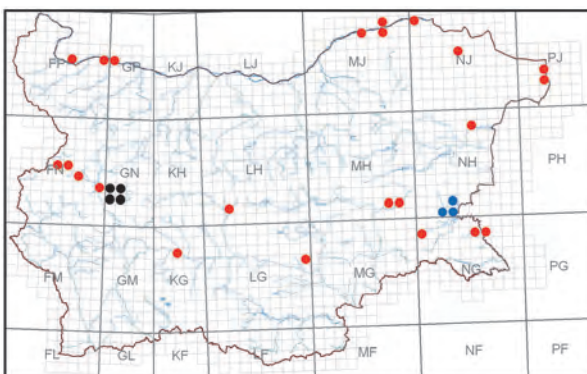 FP GP KJ LJ MJ NJ PJ
FN GN KH LH MH NH PH
FM GM KG LG MG NG PG
FL GL KF LF MF NF PF